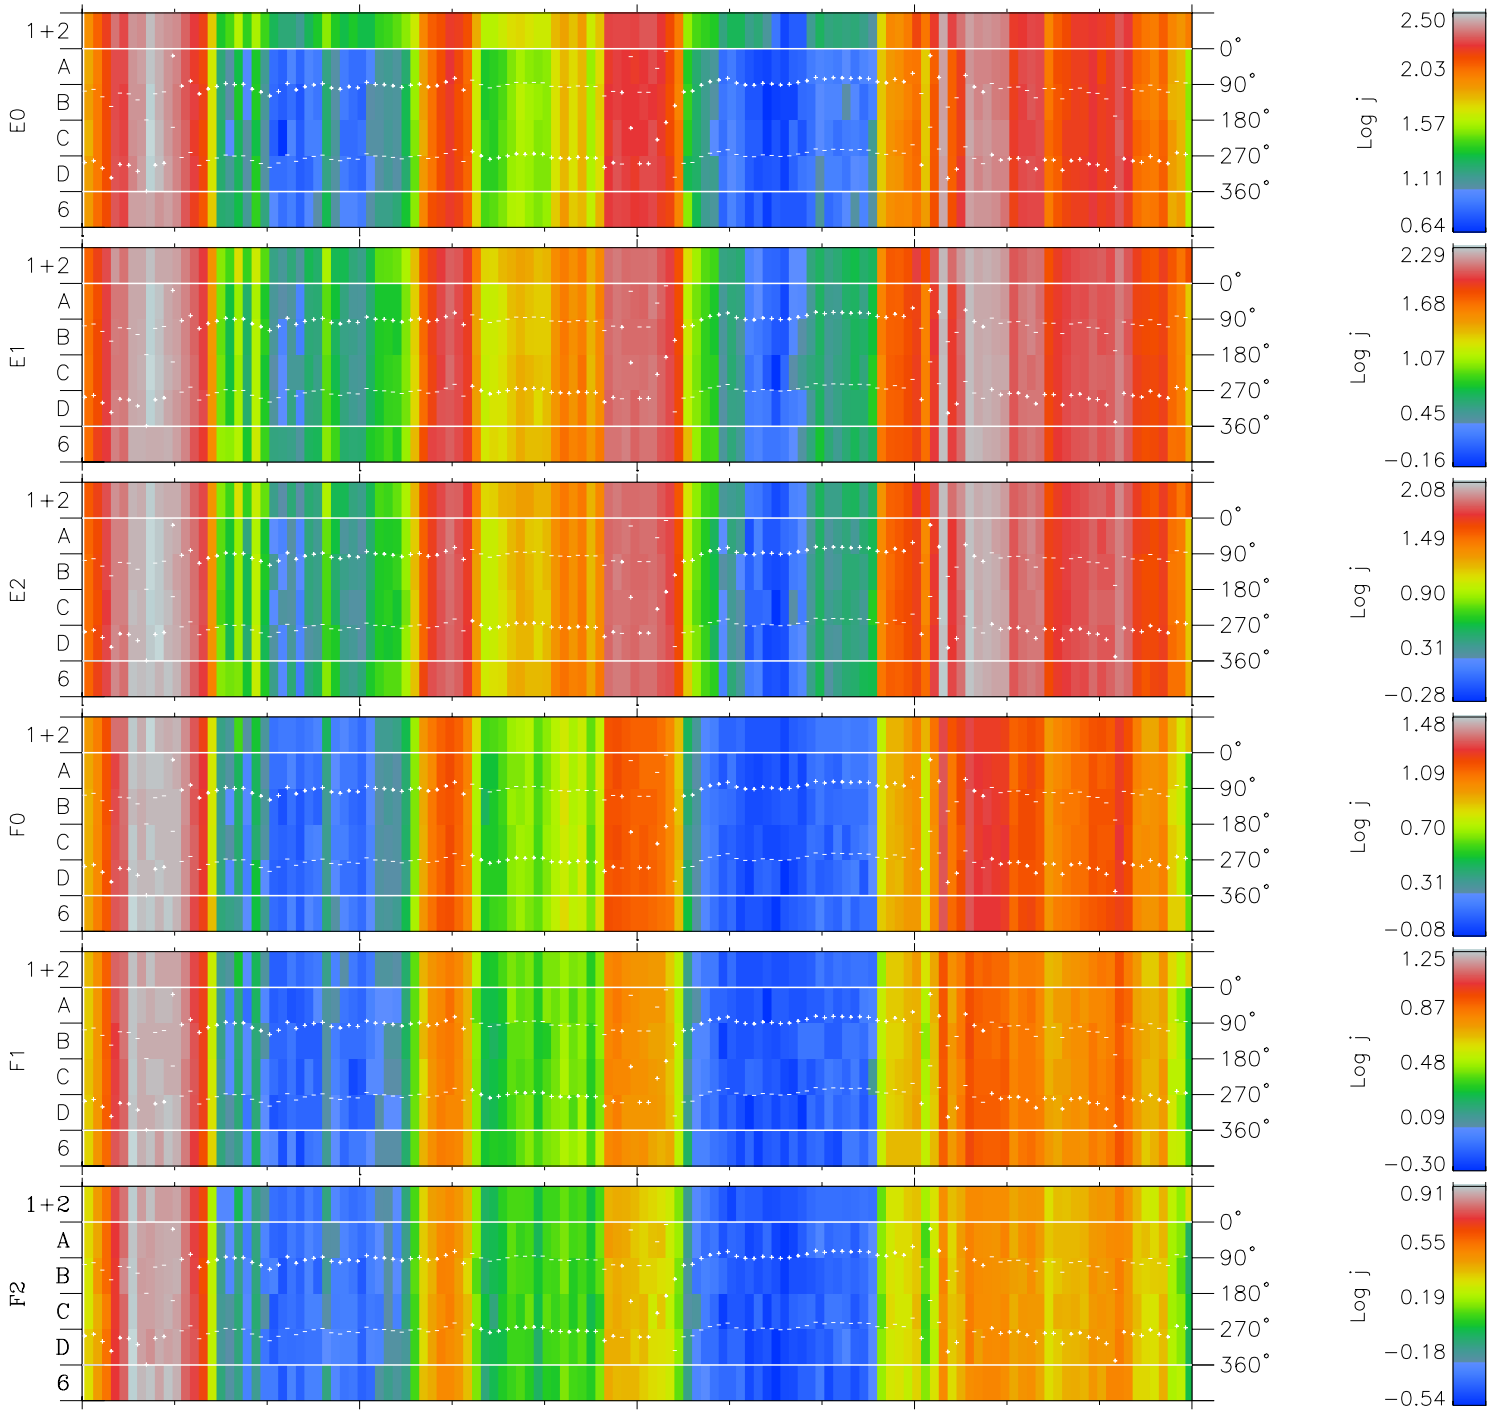 E0
1+2
A
B
C
D
6
0°
90°
180°
270°
360°
Log j
2.50
2.03
1.57
1.11
0.64
E1
1+2
A
B
C
D
6
0°
90°
180°
270°
360°
Log j
2.29
1.68
1.07
0.45
−0.16
E2
1+2
A
B
C
D
6
0°
90°
180°
270°
360°
Log j
2.08
1.49
0.90
0.31
−0.28
F0
1+2
A
B
C
D
6
0°
90°
180°
270°
360°
Log j
1.48
1.09
0.70
0.31
−0.08
F1
1+2
A
B
C
D
6
0°
90°
180°
270°
360°
Log j
1.25
0.87
0.48
0.09
−0.30
F2
1+2
A
B
C
D
6
0°
90°
180°
270°
360°
Log j
0.91
0.55
0.19
−0.18
−0.54